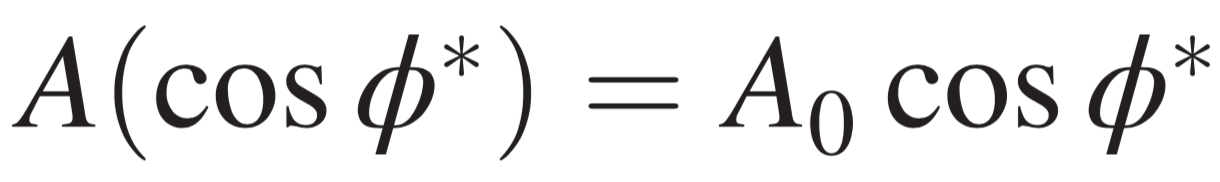 A(cos ϕ*) = A₀ cos ϕ*